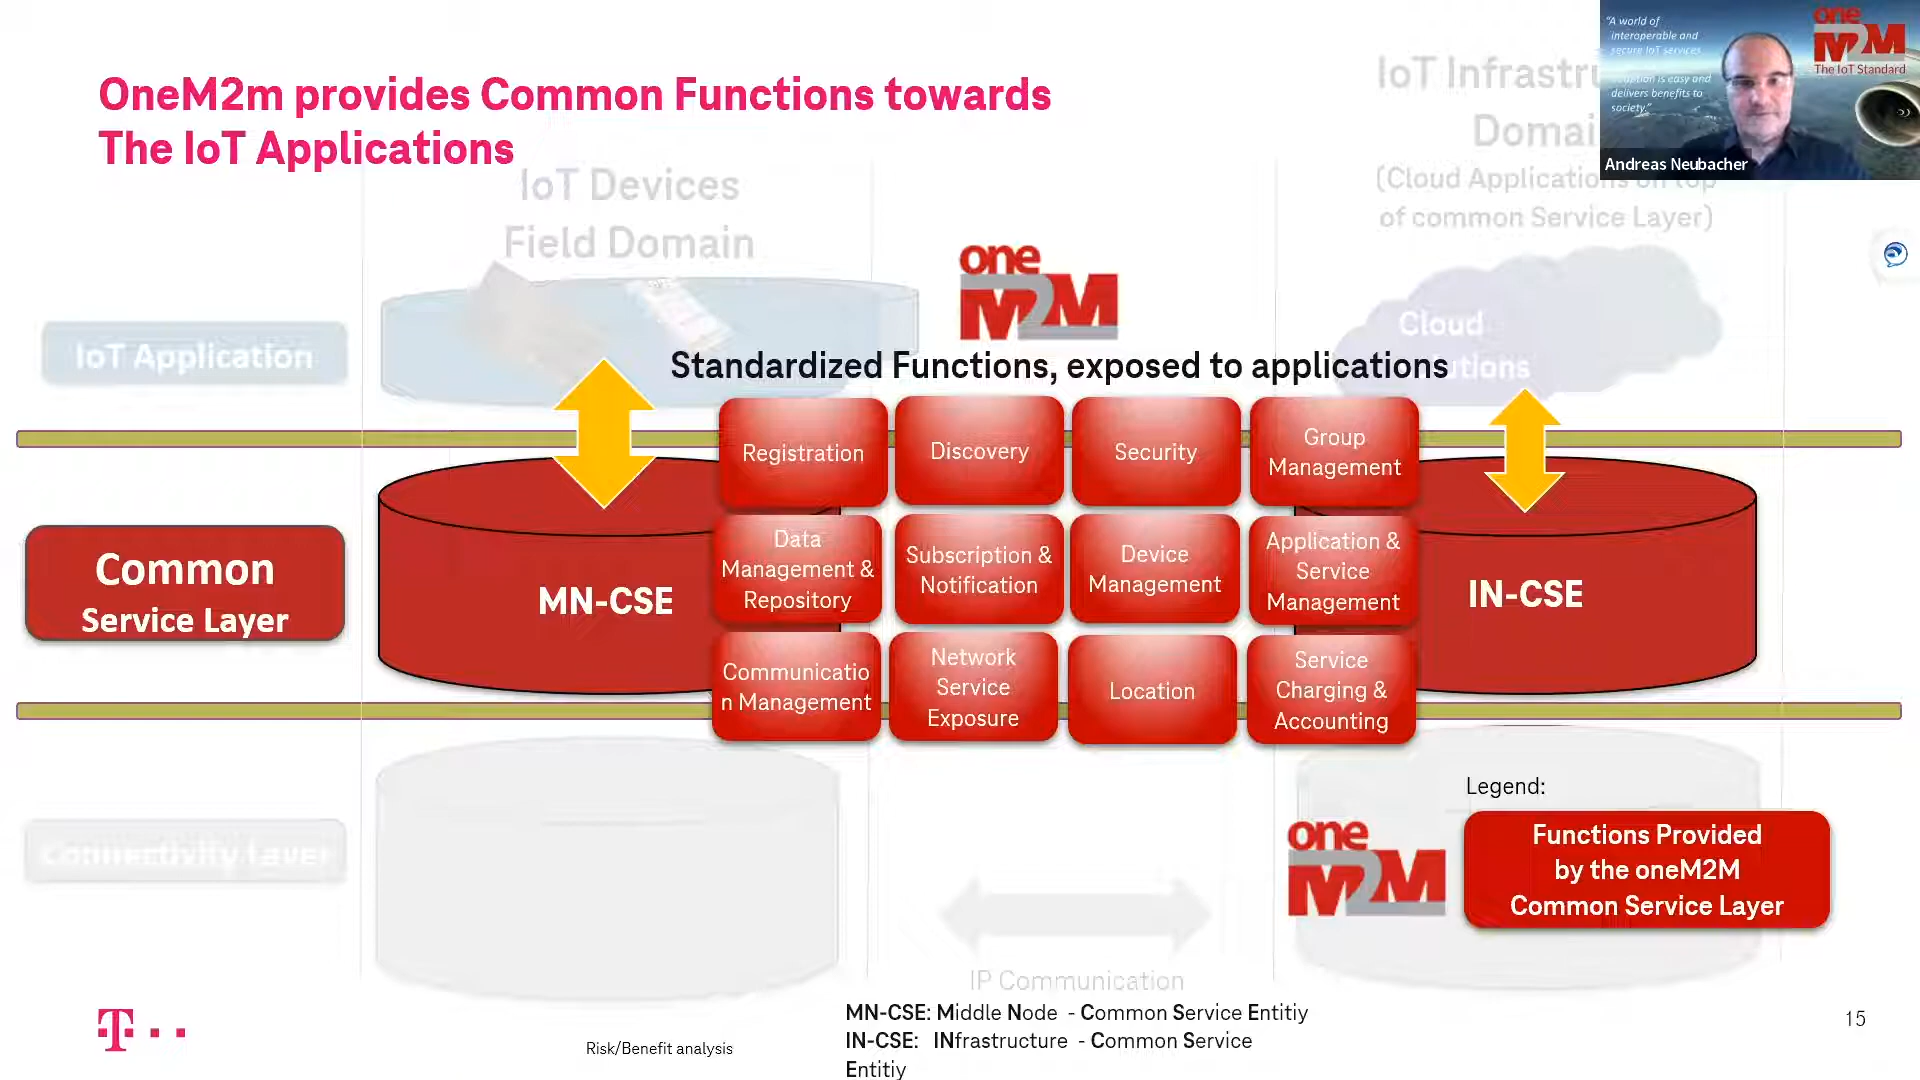 OneM2m provides Common Functions towards
The IoT Applications
"A world of
interoperable and
secure IoT services
is easy and
delivers benefits to
society."
one
M2M
The IoT Standard
Andreas Neubacher
IoT Devices
Field Domain
IoT
(Cloud Applications on top
of common Service Layer)
one
M2M
IoT Application
Cloud
Standardized Functions, exposed to applications
Registration
Discovery
Security
Group
Management
Common
Service Layer
MN-CSE
Data
Management &
Repository
Subscription &
Notification
Device
Management
Application &
Service
Management
IN-CSE
Communicatio
n Management
Network
Service
Exposure
Location
Service
Charging &
Accounting
Connectivity Layer
Legend:
one
M2M
Functions Provided
by the oneM2M
Common Service Layer
IP Communication
T
Risk/Benefit analysis
MN-CSE: Middle Node - Common Service Entitiy
IN-CSE: INfrastructure - Common Service
Entitiy
15